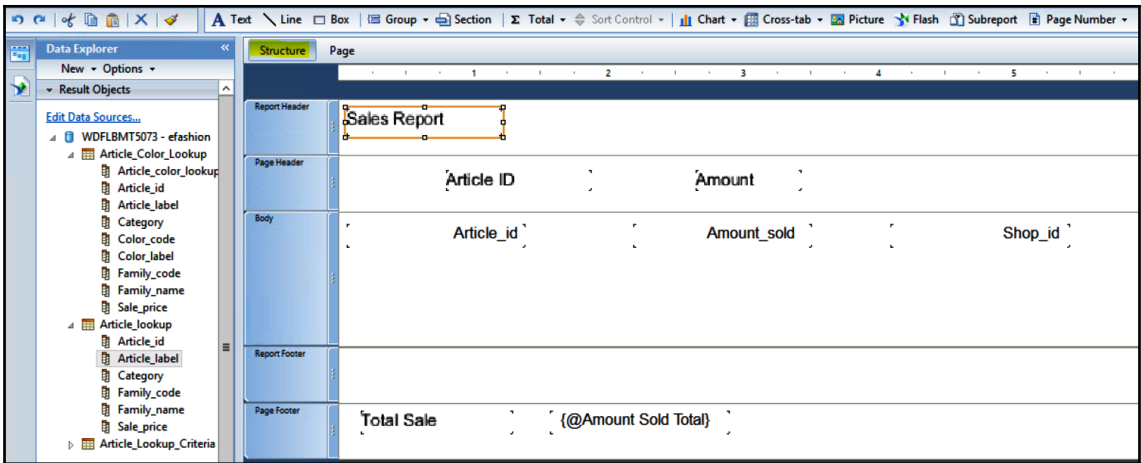 A Text Line Box Group Section Σ Total Sort Control Chart Cross-tab Picture Flash Subreport Page Number
Data Explorer «
New Options
Result Objects
Edit Data Sources...
WDFLBMT5073 - efashion
Article_Color_Lookup
Article_color_lookup
Article_id
Article_label
Category
Color_code
Color_label
Family_code
Family_name
Sale_price
Article_lookup
Article_id
Article_label
Category
Family_code
Family_name
Sale_price
Article_Lookup_Criteria
Structure Page
1 2 3 4 5
Report Header
Sales Report
Page Header
Article ID Amount
Body
Article_id Amount_sold Shop_id
Report Footer
Page Footer
Total Sale {@Amount Sold Total}